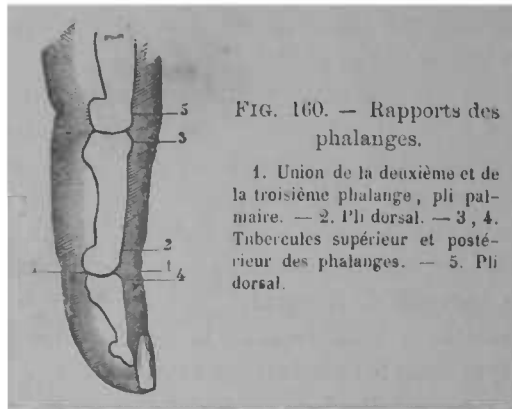 5
3
2
1
4
FIG. 160. — Rapports des
phalanges.
1. Union de la deuxième et de
la troisième phalange, pli pal-
maire. — 2. Pli dorsal. — 3, 4.
Tubercules supérieur et posté-
rieur des phalanges. — 5. Pli
dorsal.